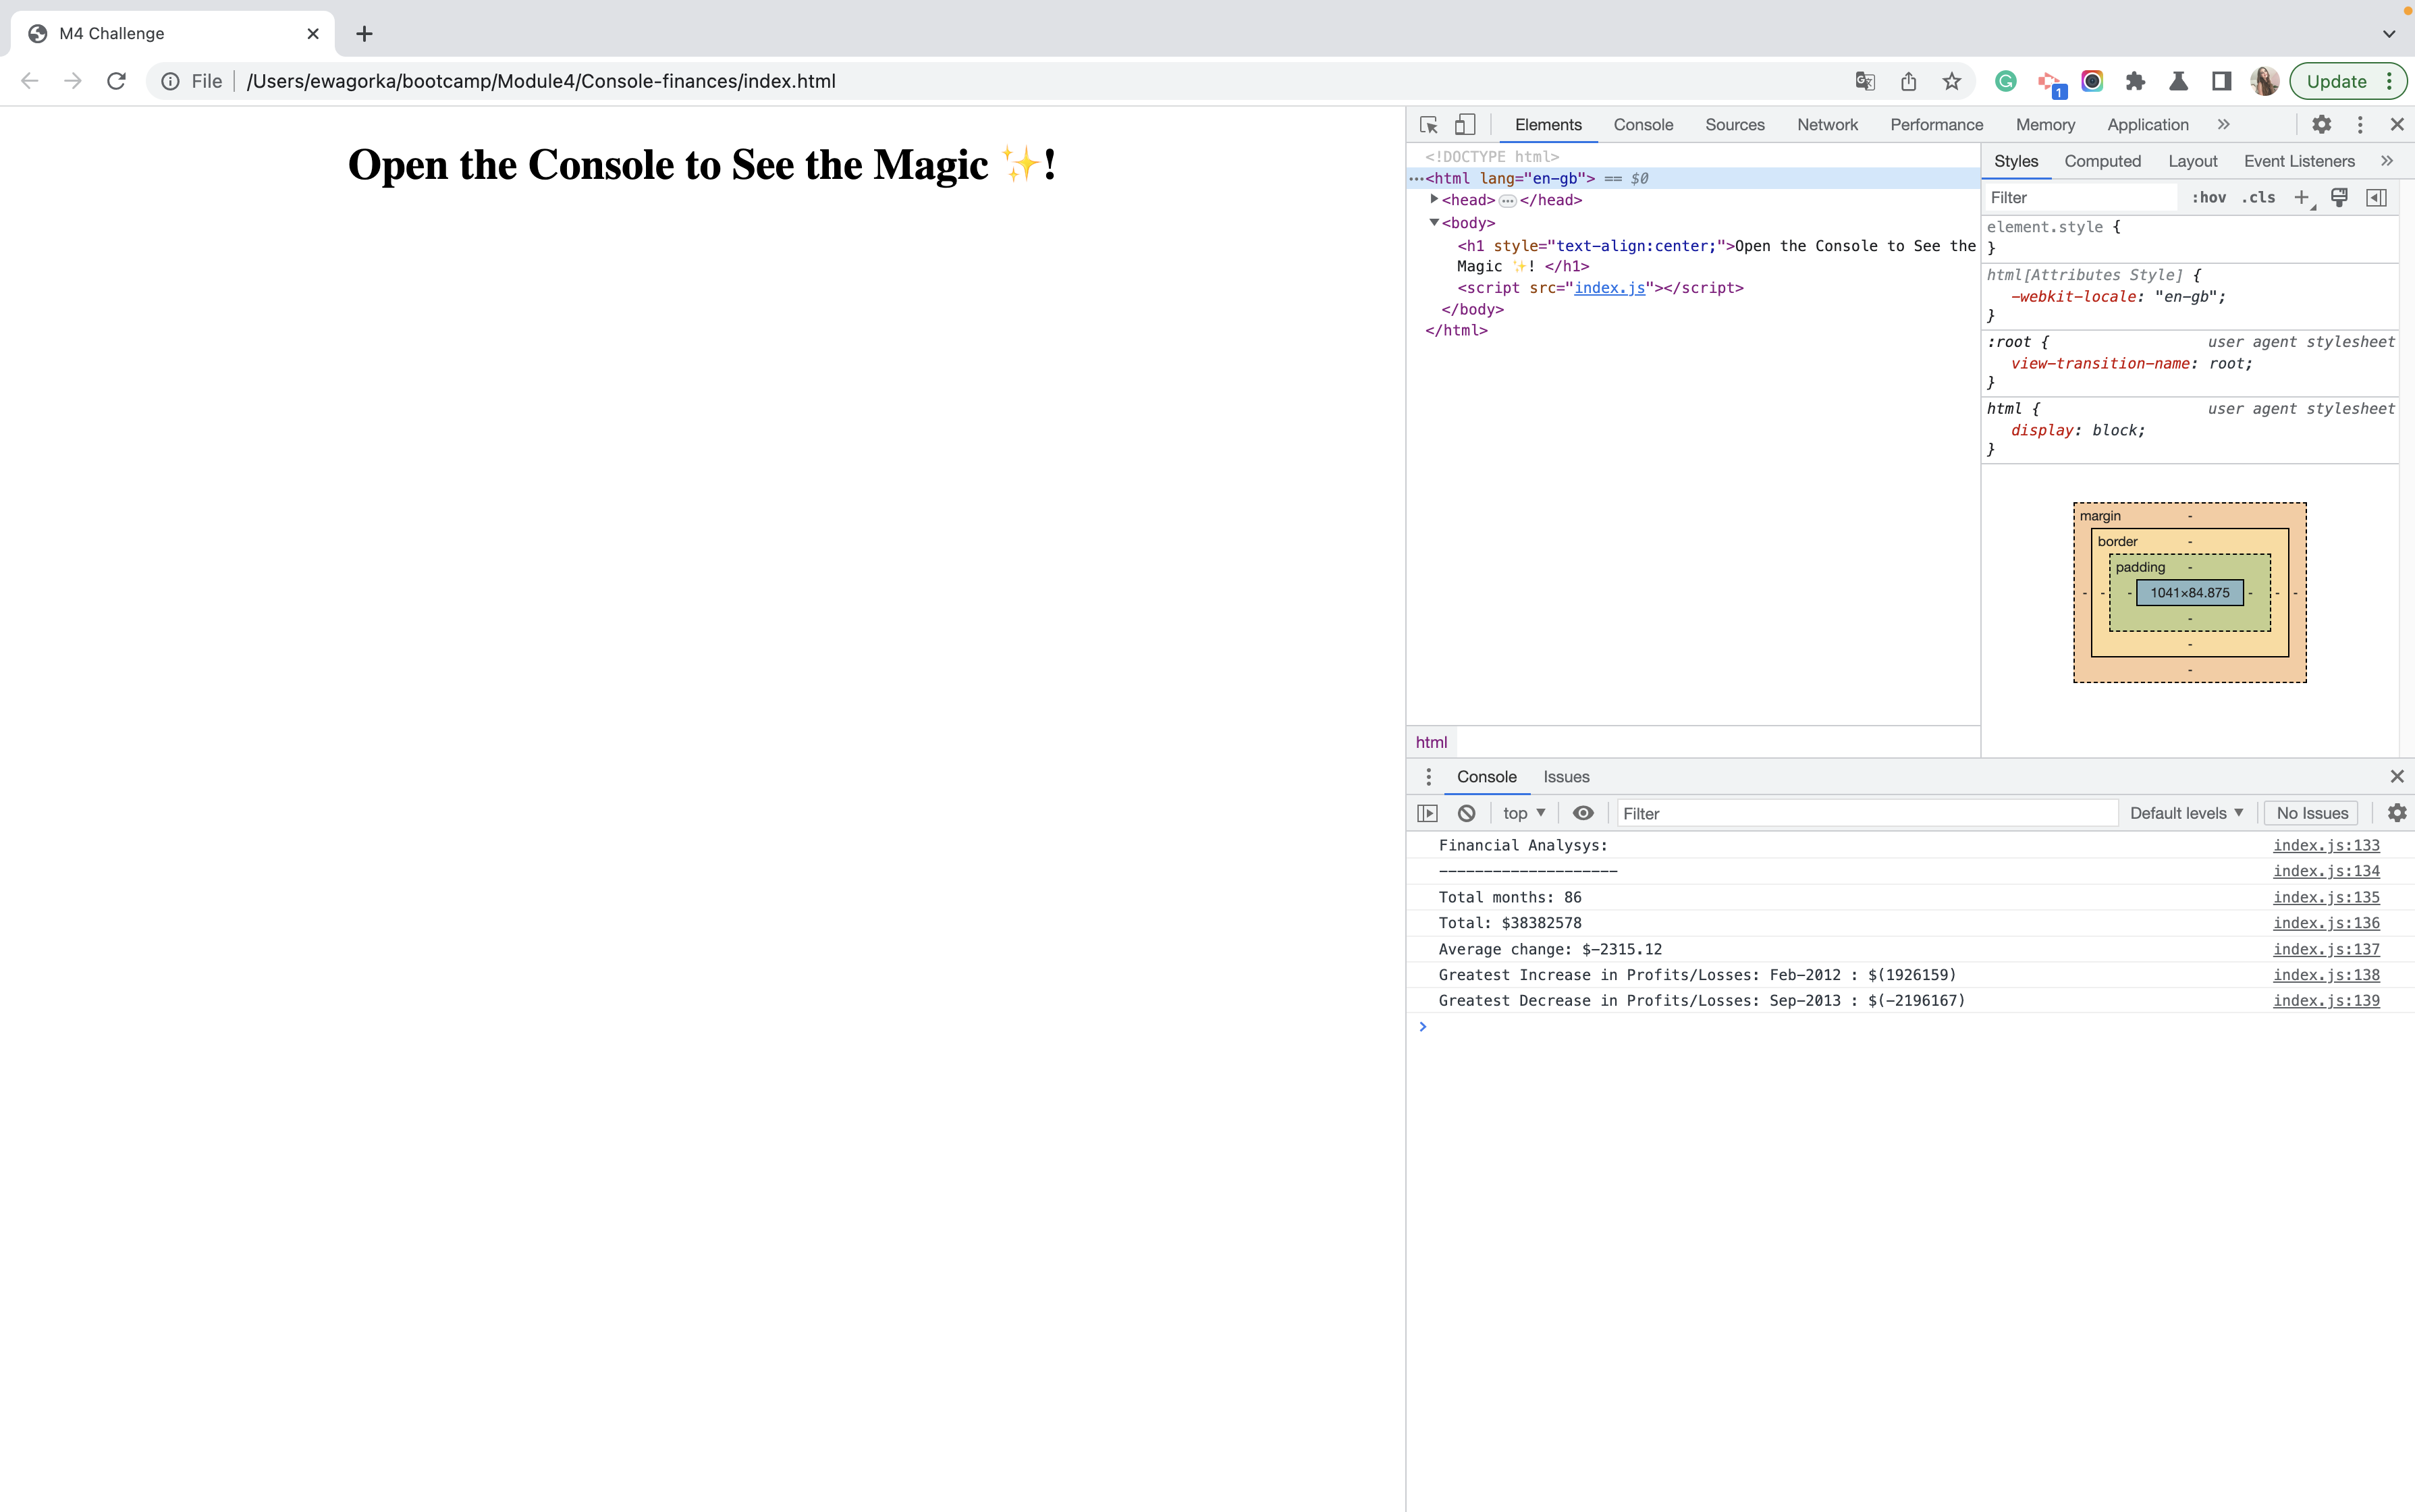 M4 Challenge
File /Users/ewagorka/bootcamp/Module4/Console-finances/index.html
1
Update
Open the Console to See the Magic ✨!
Elements Console Sources Network Performance Memory Application »
<!DOCTYPE html>
<html lang="en-gb"> == $0
<head>…</head>
<body>
<h1 style="text-align:center;">Open the Console to See the
Magic ✨! </h1>
<script src="index.js"></script>
</body>
</html>
html
Styles Computed Layout Event Listeners »
Filter :hov .cls +
element.style {
}
html[Attributes Style] {
-webkit-locale: "en-gb";
}
:root { user agent stylesheet
view-transition-name: root;
}
html { user agent stylesheet
display: block;
}
margin -
border -
padding -
- - - 1041×84.875 - - -
-
-
-
Console Issues
top ▼ Filter Default levels ▼ No Issues
Financial Analysys: index.js:133
-------------------- index.js:134
Total months: 86 index.js:135
Total: $38382578 index.js:136
Average change: $-2315.12 index.js:137
Greatest Increase in Profits/Losses: Feb-2012 : $(1926159) index.js:138
Greatest Decrease in Profits/Losses: Sep-2013 : $(-2196167) index.js:139
>